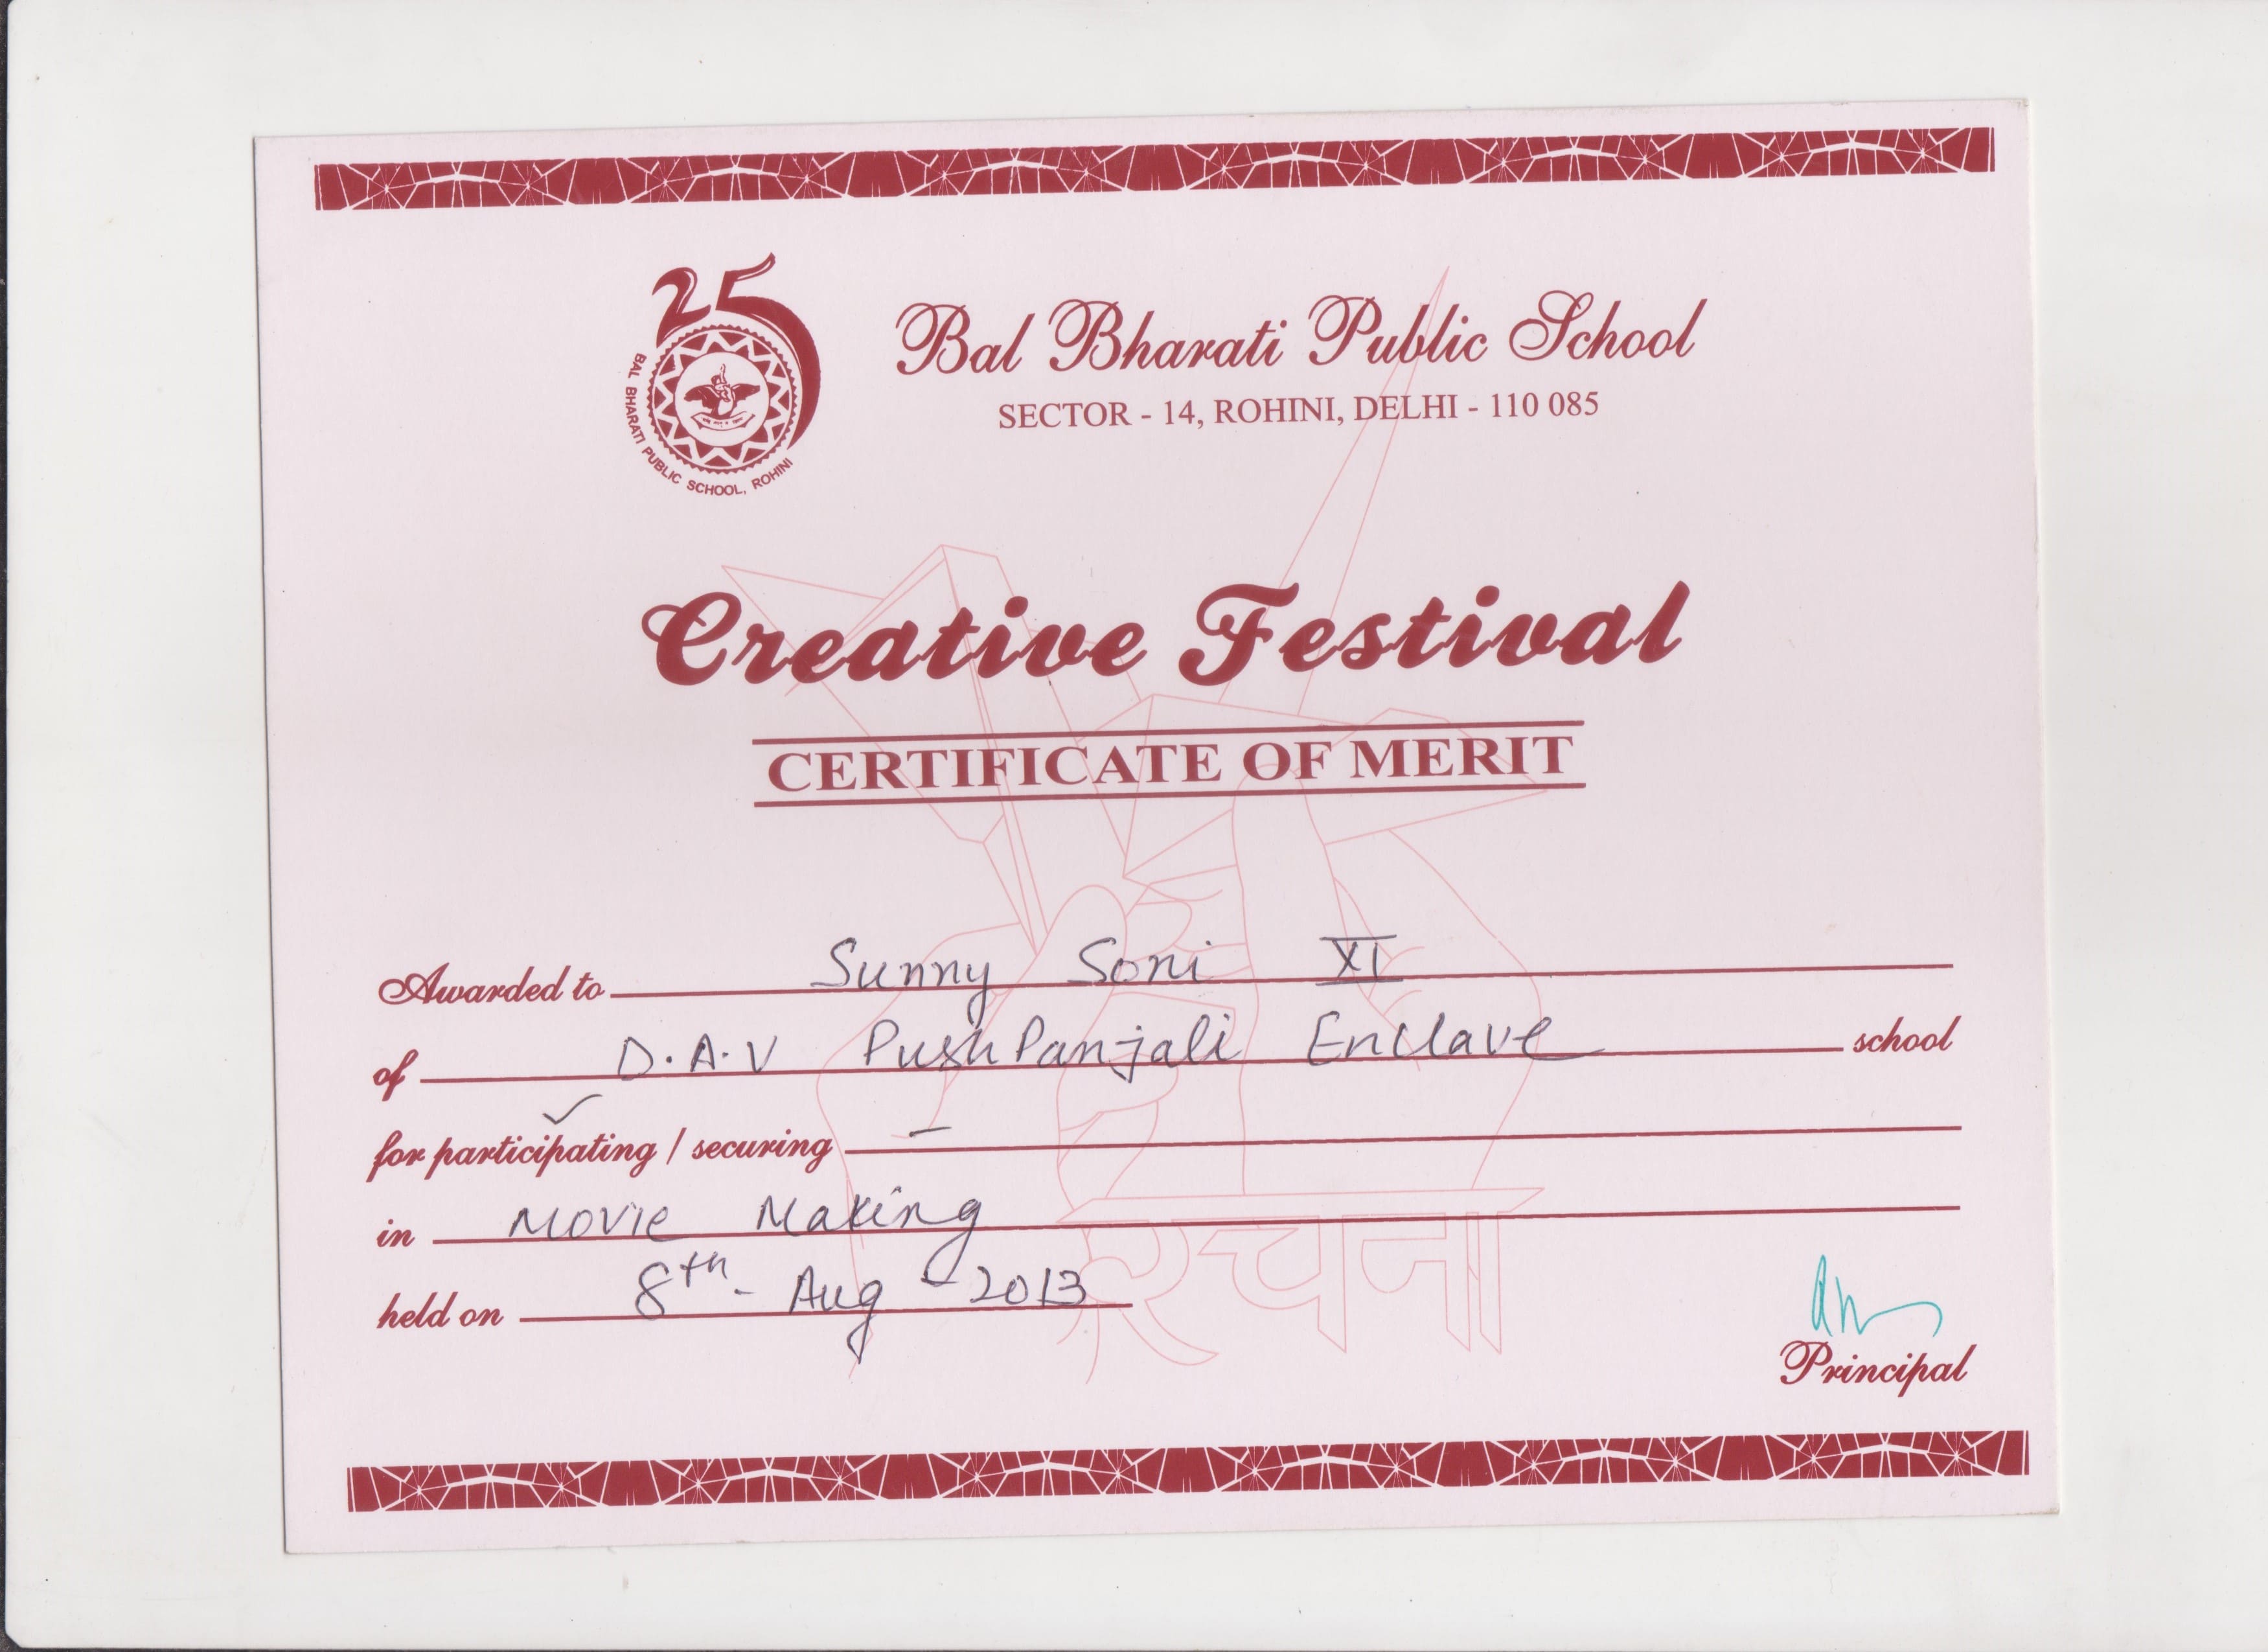 25
BAL BHARATI PUBLIC SCHOOL, ROHINI
Bal Bharati Public School
SECTOR - 14, ROHINI, DELHI - 110 085
Creative Festival
CERTIFICATE OF MERIT
Awarded to Sunny Soni XI
of D.A.V PushPanjali Enclave school
for participating / securing -
in Movie Making
held on 8th - Aug - 2013
रचना
Principal